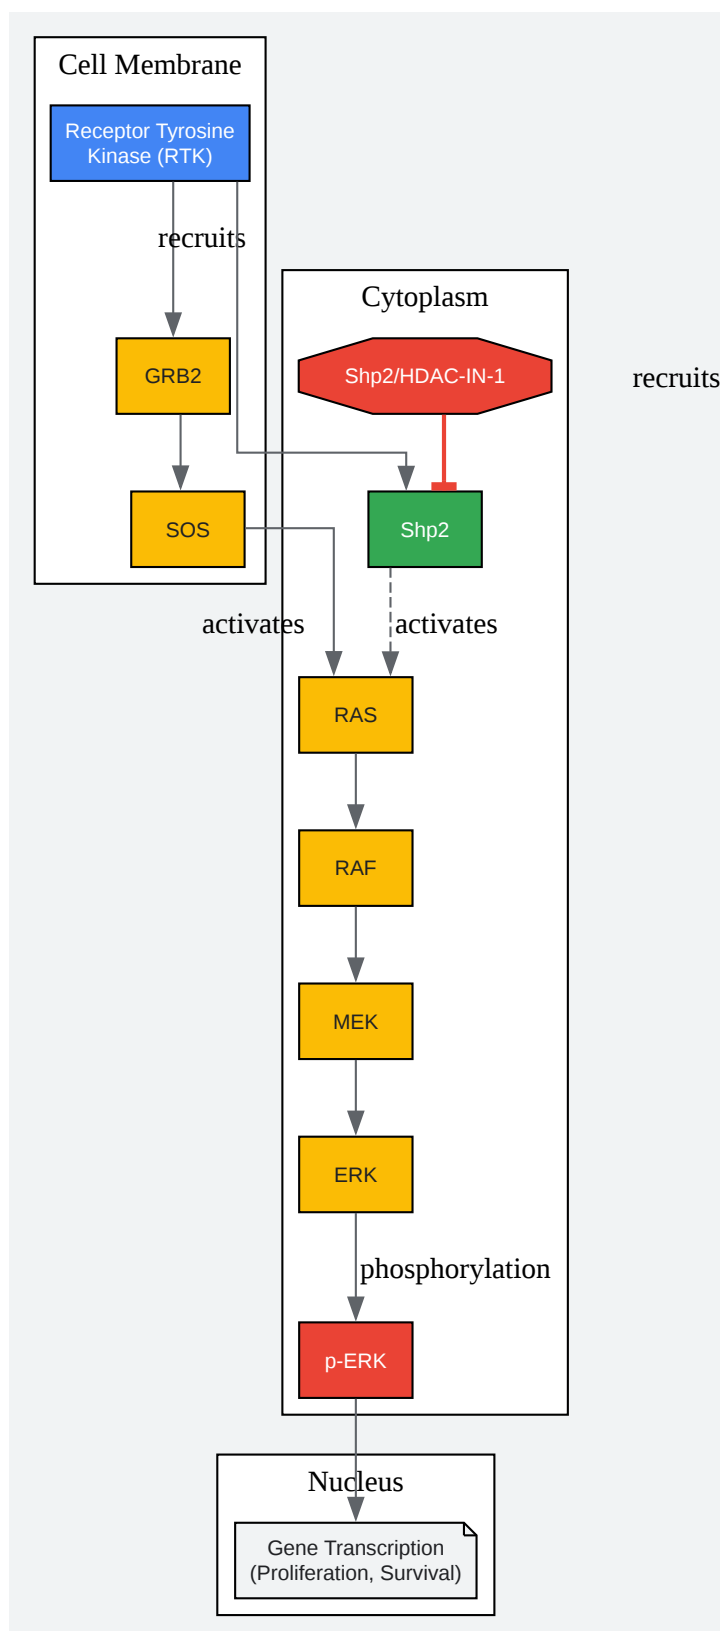 Cell Membrane
Receptor Tyrosine
Kinase (RTK)
recruits
Cytoplasm
GRB2
Shp2/HDAC-IN-1
recruits
SOS
Shp2
activates
activates
RAS
RAF
MEK
ERK
phosphorylation
p-ERK
Nucleus
Gene Transcription
(Proliferation, Survival)